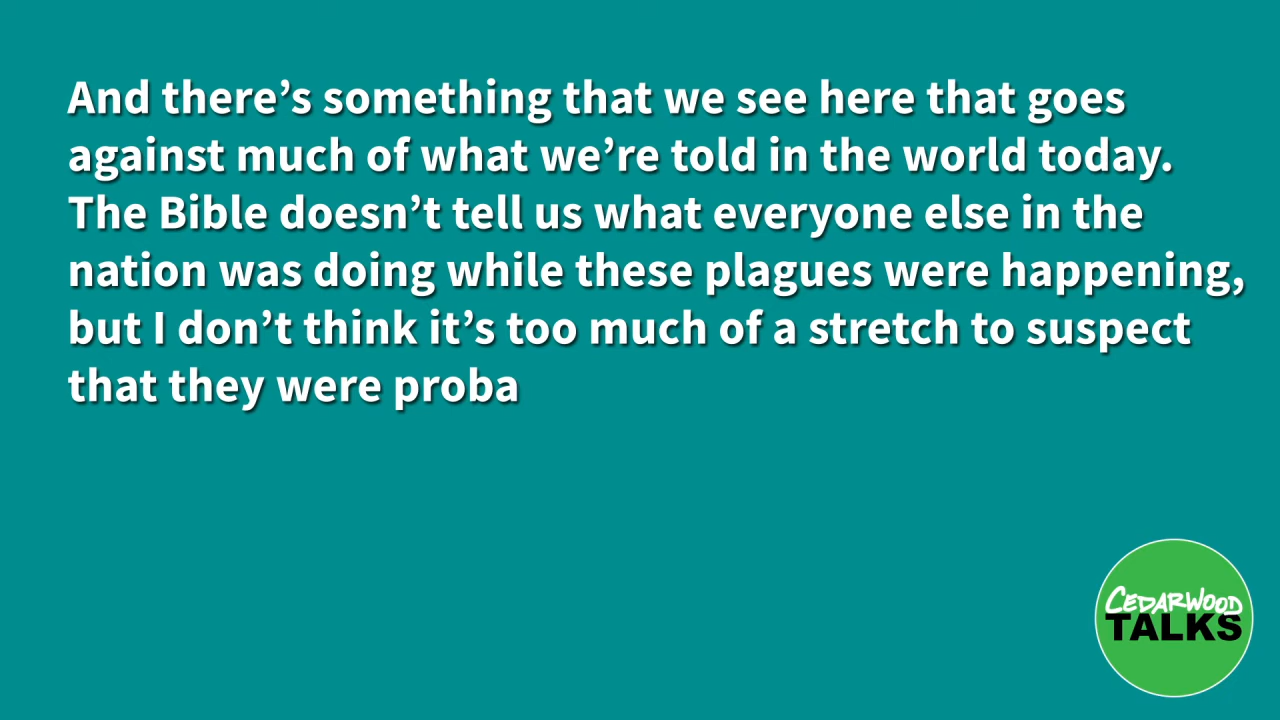 And there’s something that we see here that goes
against much of what we’re told in the world today.
The Bible doesn’t tell us what everyone else in the
nation was doing while these plagues were happening,
but I don’t think it’s too much of a stretch to suspect
that they were proba
CEDARWOOD
TALKS